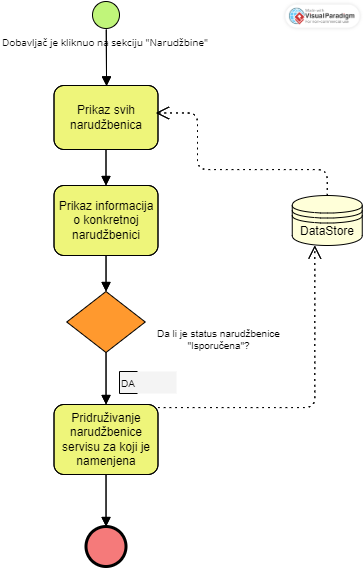 Made with
Visual Paradigm
For non-commercial use
Dobavljač je kliknuo na sekciju "Narudžbine"
Prikaz svih
narudžbenica
Prikaz informacija
o konkretnoj
narudžbenici
DataStore
Da li je status narudžbenice
"Isporučena"?
DA
Pridruživanje
narudžbenice
servisu za koji je
namenjena